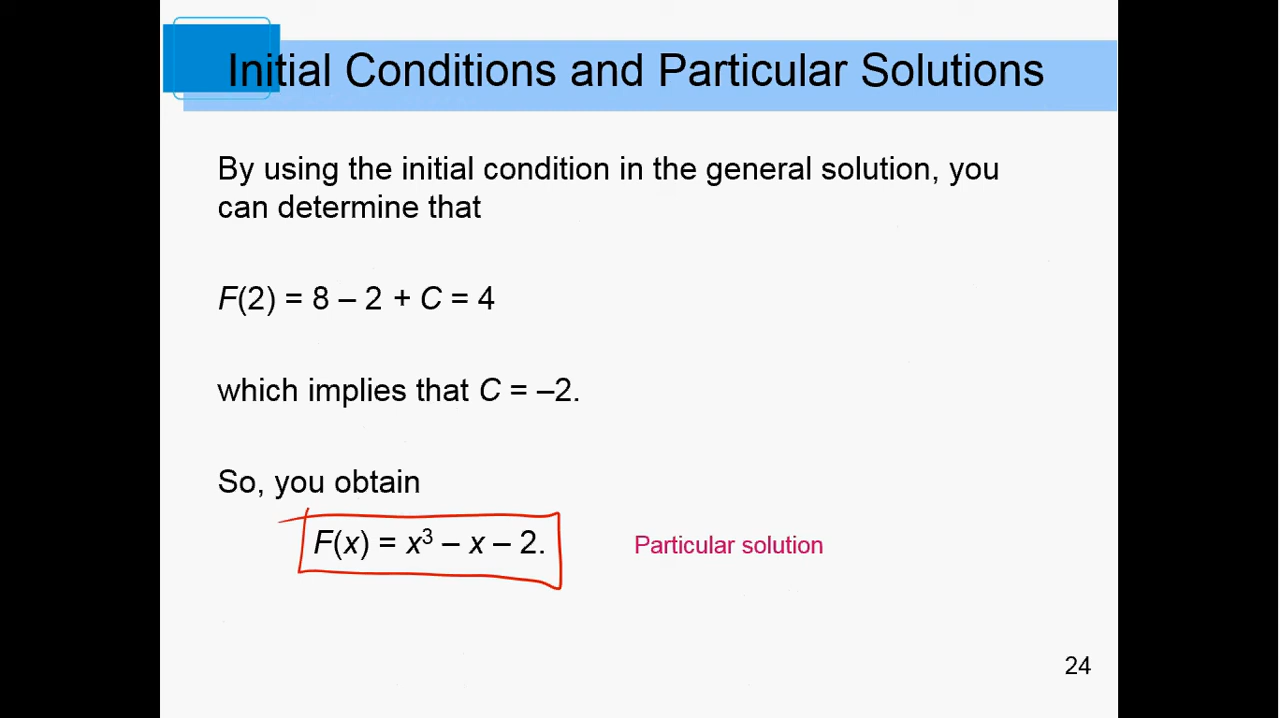 Initial Conditions and Particular Solutions
By using the initial condition in the general solution, you
can determine that
F(2) = 8 – 2 + C = 4
which implies that C = –2.
So, you obtain
F(x) = x³ – x – 2. Particular solution
24